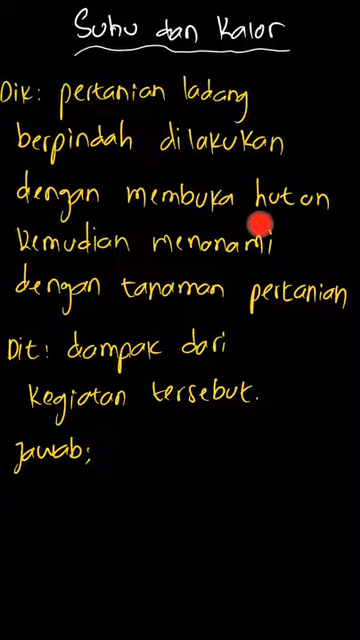 Suhu dan Kalor
Dik: pertanian ladang
berpindah dilakukan
dengan membuka hutan
kemudian menanami
dengan tanaman pertanian
Dit: dampak dari
kegiatan tersebut.
Jawab;